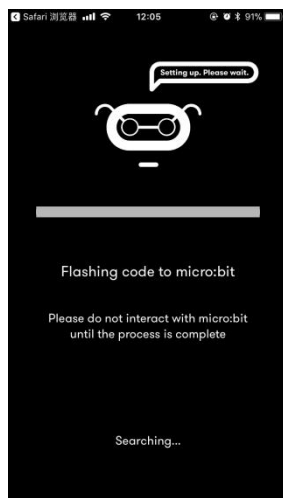 Safari 浏览器 12:05 91%
Setting up. Please wait.
Flashing code to micro:bit
Please do not interact with micro:bit
until the process is complete
Searching...